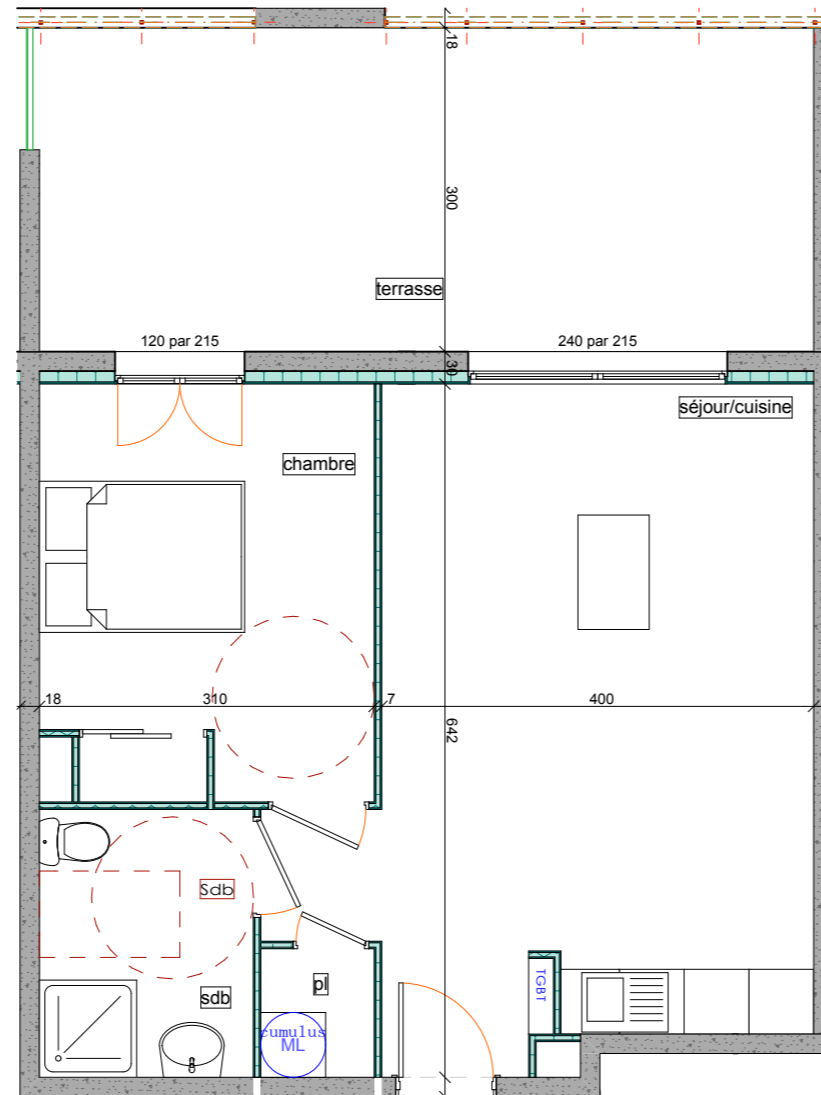 18
300
terrasse
120 par 215
240 par 215
30
séjour/cuisine
chambre
18
310
7
400
642
Sdb
TGBT
pl
sdb
cumulus
ML